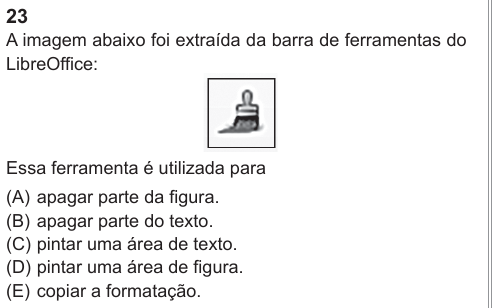 23
A imagem abaixo foi extraída da barra de ferramentas do
LibreOffice:
Essa ferramenta é utilizada para
(A) apagar parte da figura.
(B) apagar parte do texto.
(C) pintar uma área de texto.
(D) pintar uma área de figura.
(E) copiar a formatação.